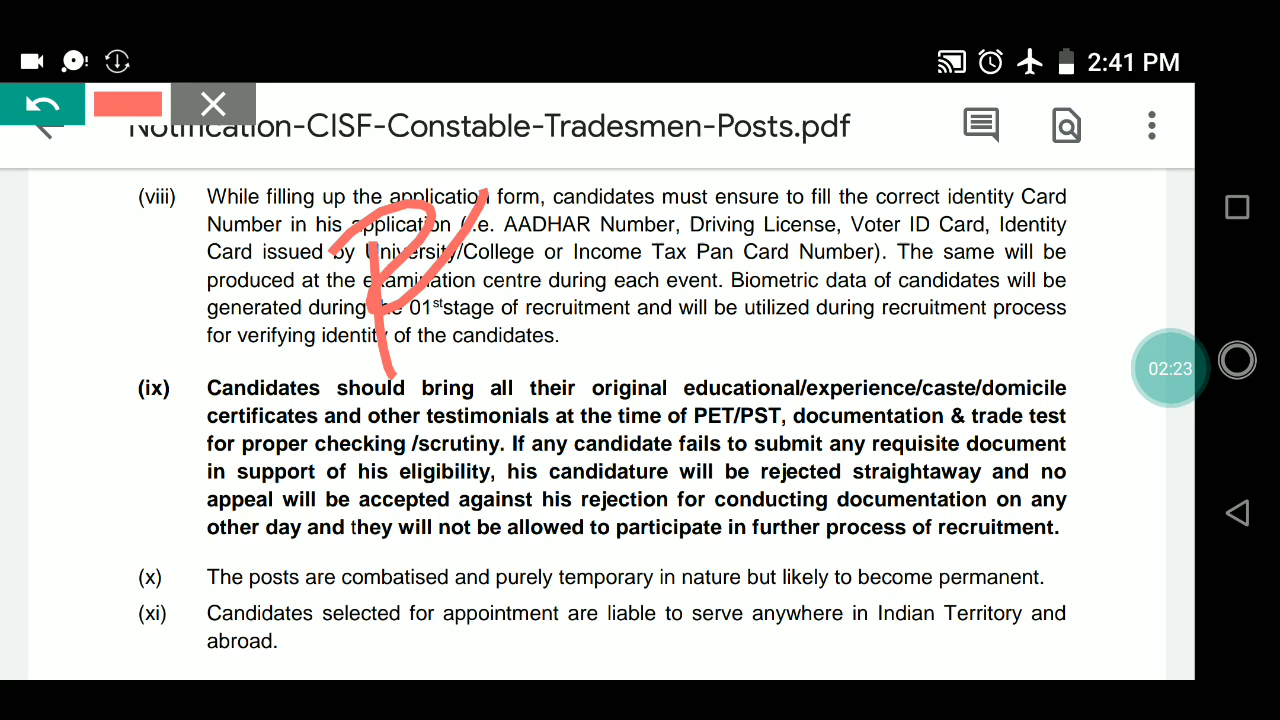 2:41 PM
Notification-CISF-Constable-Tradesmen-Posts.pdf
(viii) While filling up the application form, candidates must ensure to fill the correct identity Card
Number in his application (i.e. AADHAR Number, Driving License, Voter ID Card, Identity
Card issued by University/College or Income Tax Pan Card Number). The same will be
produced at the examination centre during each event. Biometric data of candidates will be
generated during the 01ststage of recruitment and will be utilized during recruitment process
for verifying identity of the candidates.
02:23
(ix) Candidates should bring all their original educational/experience/caste/domicile
certificates and other testimonials at the time of PET/PST, documentation & trade test
for proper checking /scrutiny. If any candidate fails to submit any requisite document
in support of his eligibility, his candidature will be rejected straightaway and no
appeal will be accepted against his rejection for conducting documentation on any
other day and they will not be allowed to participate in further process of recruitment.
(x) The posts are combatised and purely temporary in nature but likely to become permanent.
(xi) Candidates selected for appointment are liable to serve anywhere in Indian Territory and
abroad.